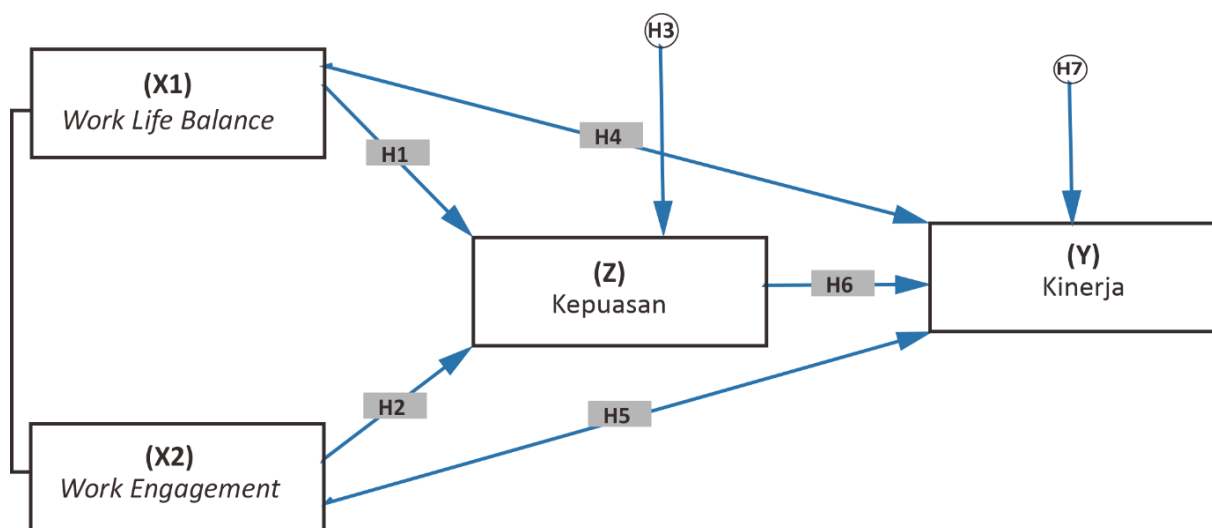 H3
H7
(X1)
Work Life Balance
H4
H1
(Z)
Kepuasan
H6
(Y)
Kinerja
H2
H5
(X2)
Work Engagement